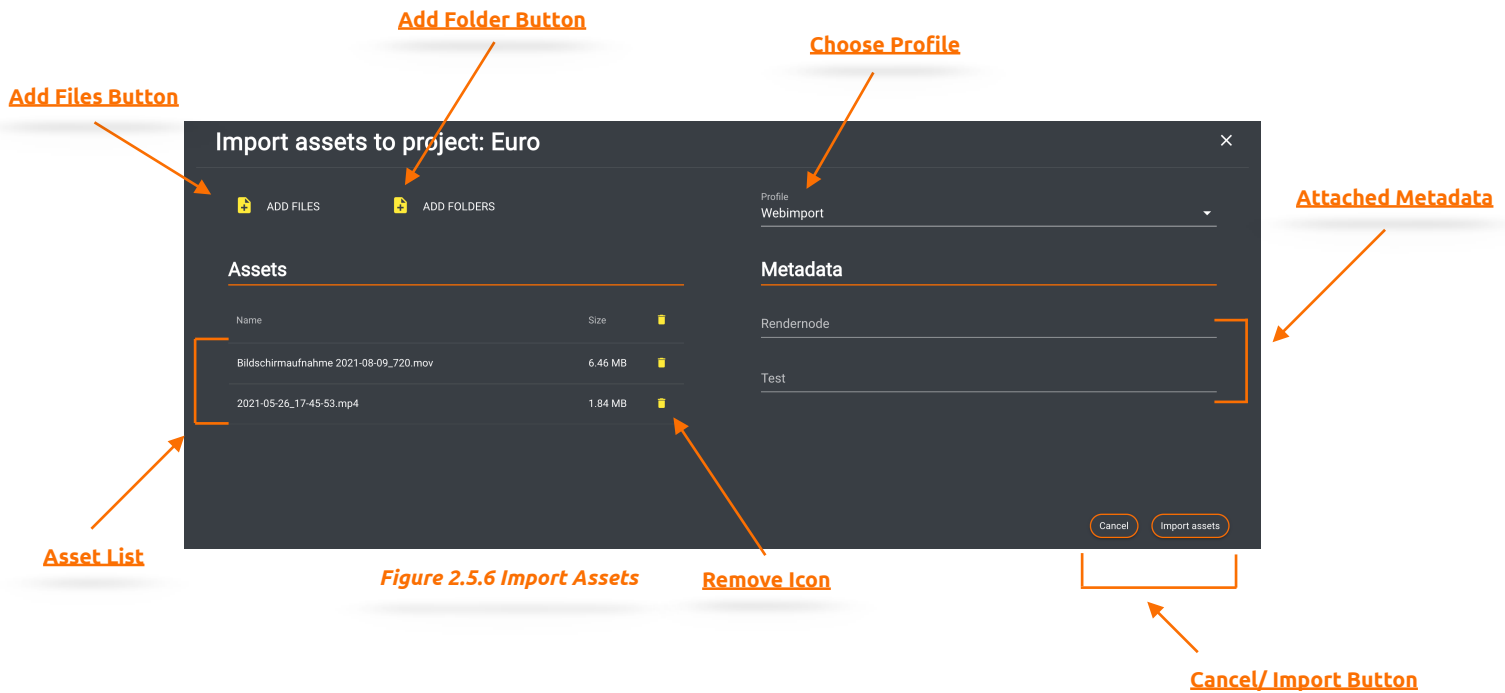 Add Folder Button
Choose Profile
Add Files Button
Import assets to project: Euro
ADD FILES
ADD FOLDERS
Profile
Webimport
Attached Metadata
Assets
Metadata
Name
Size
Rendernode
Bildschirmaufnahme 2021-08-09_720.mov
6.46 MB
Test
2021-05-26_17-45-53.mp4
1.84 MB
Cancel
Import assets
Asset List
Figure 2.5.6 Import Assets
Remove Icon
Cancel/ Import Button